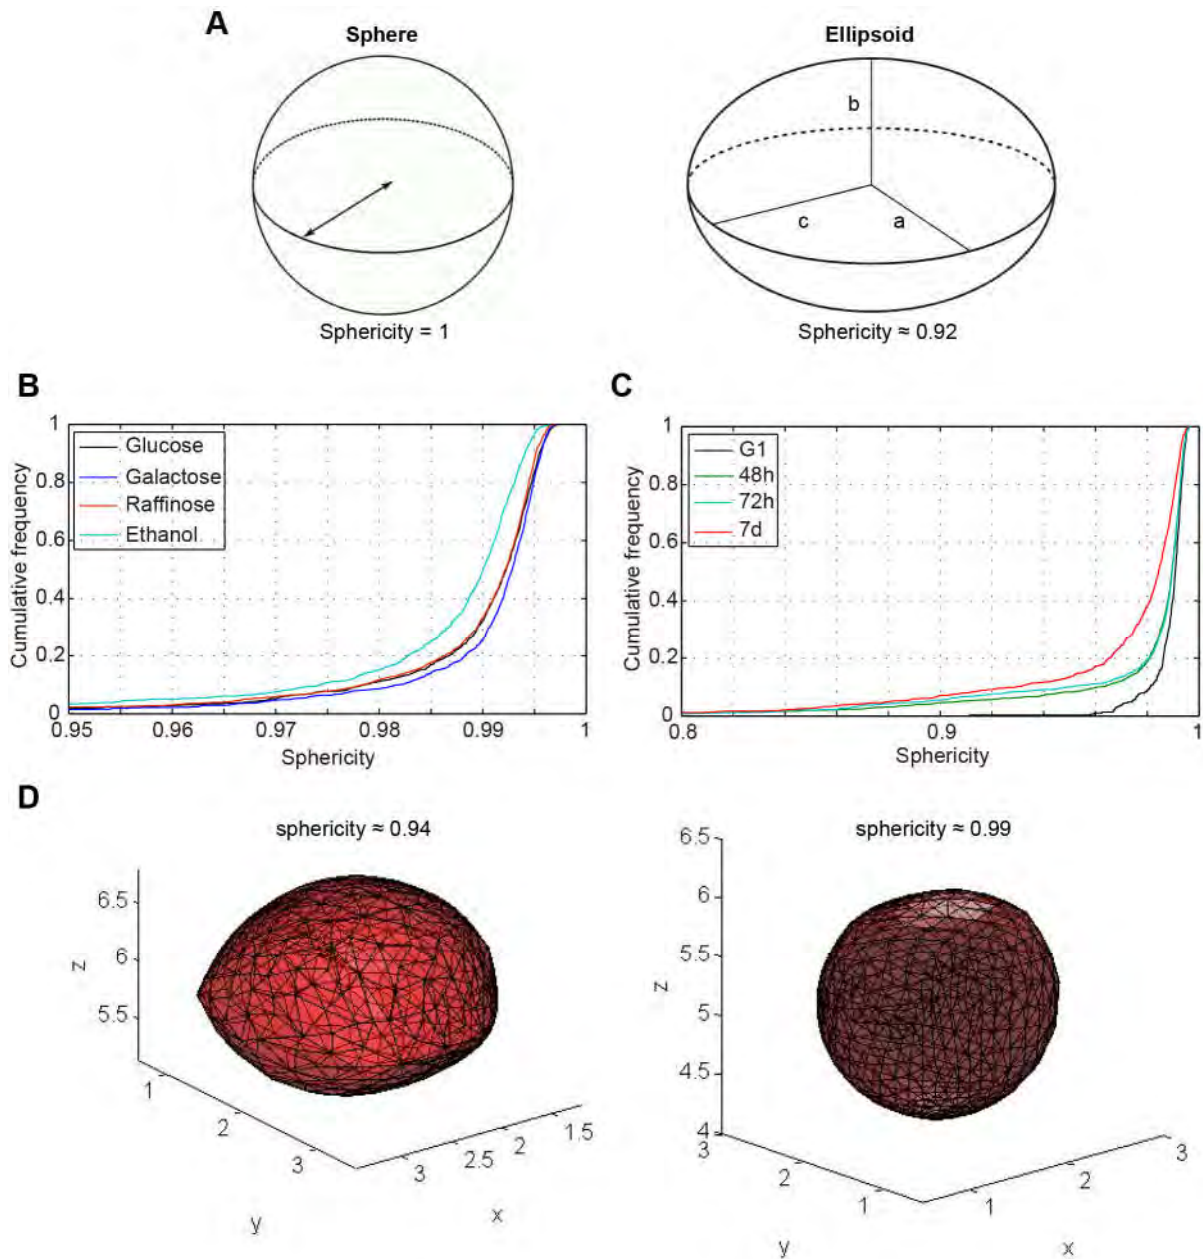 A
Sphere
Ellipsoid
b
c
a
Sphericity = 1
Sphericity ≈ 0.92
B
C
Cumulative frequency
1
0.8
0.6
0.4
0.2
0
Glucose
Galactose
Raffinose
Ethanol
0.95
0.96
0.97
0.98
0.99
1
Sphericity
Cumulative frequency
1
0.8
0.6
0.4
0.2
0
G1
48h
72h
7d
0.8
0.9
1
Sphericity
D
sphericity ≈ 0.94
z
6.5
6
5.5
1
2
3
y
3
2.5
2
1.5
x
sphericity ≈ 0.99
z
6.5
6
5.5
5
4.5
4
3
2
1
y
1
2
3
x